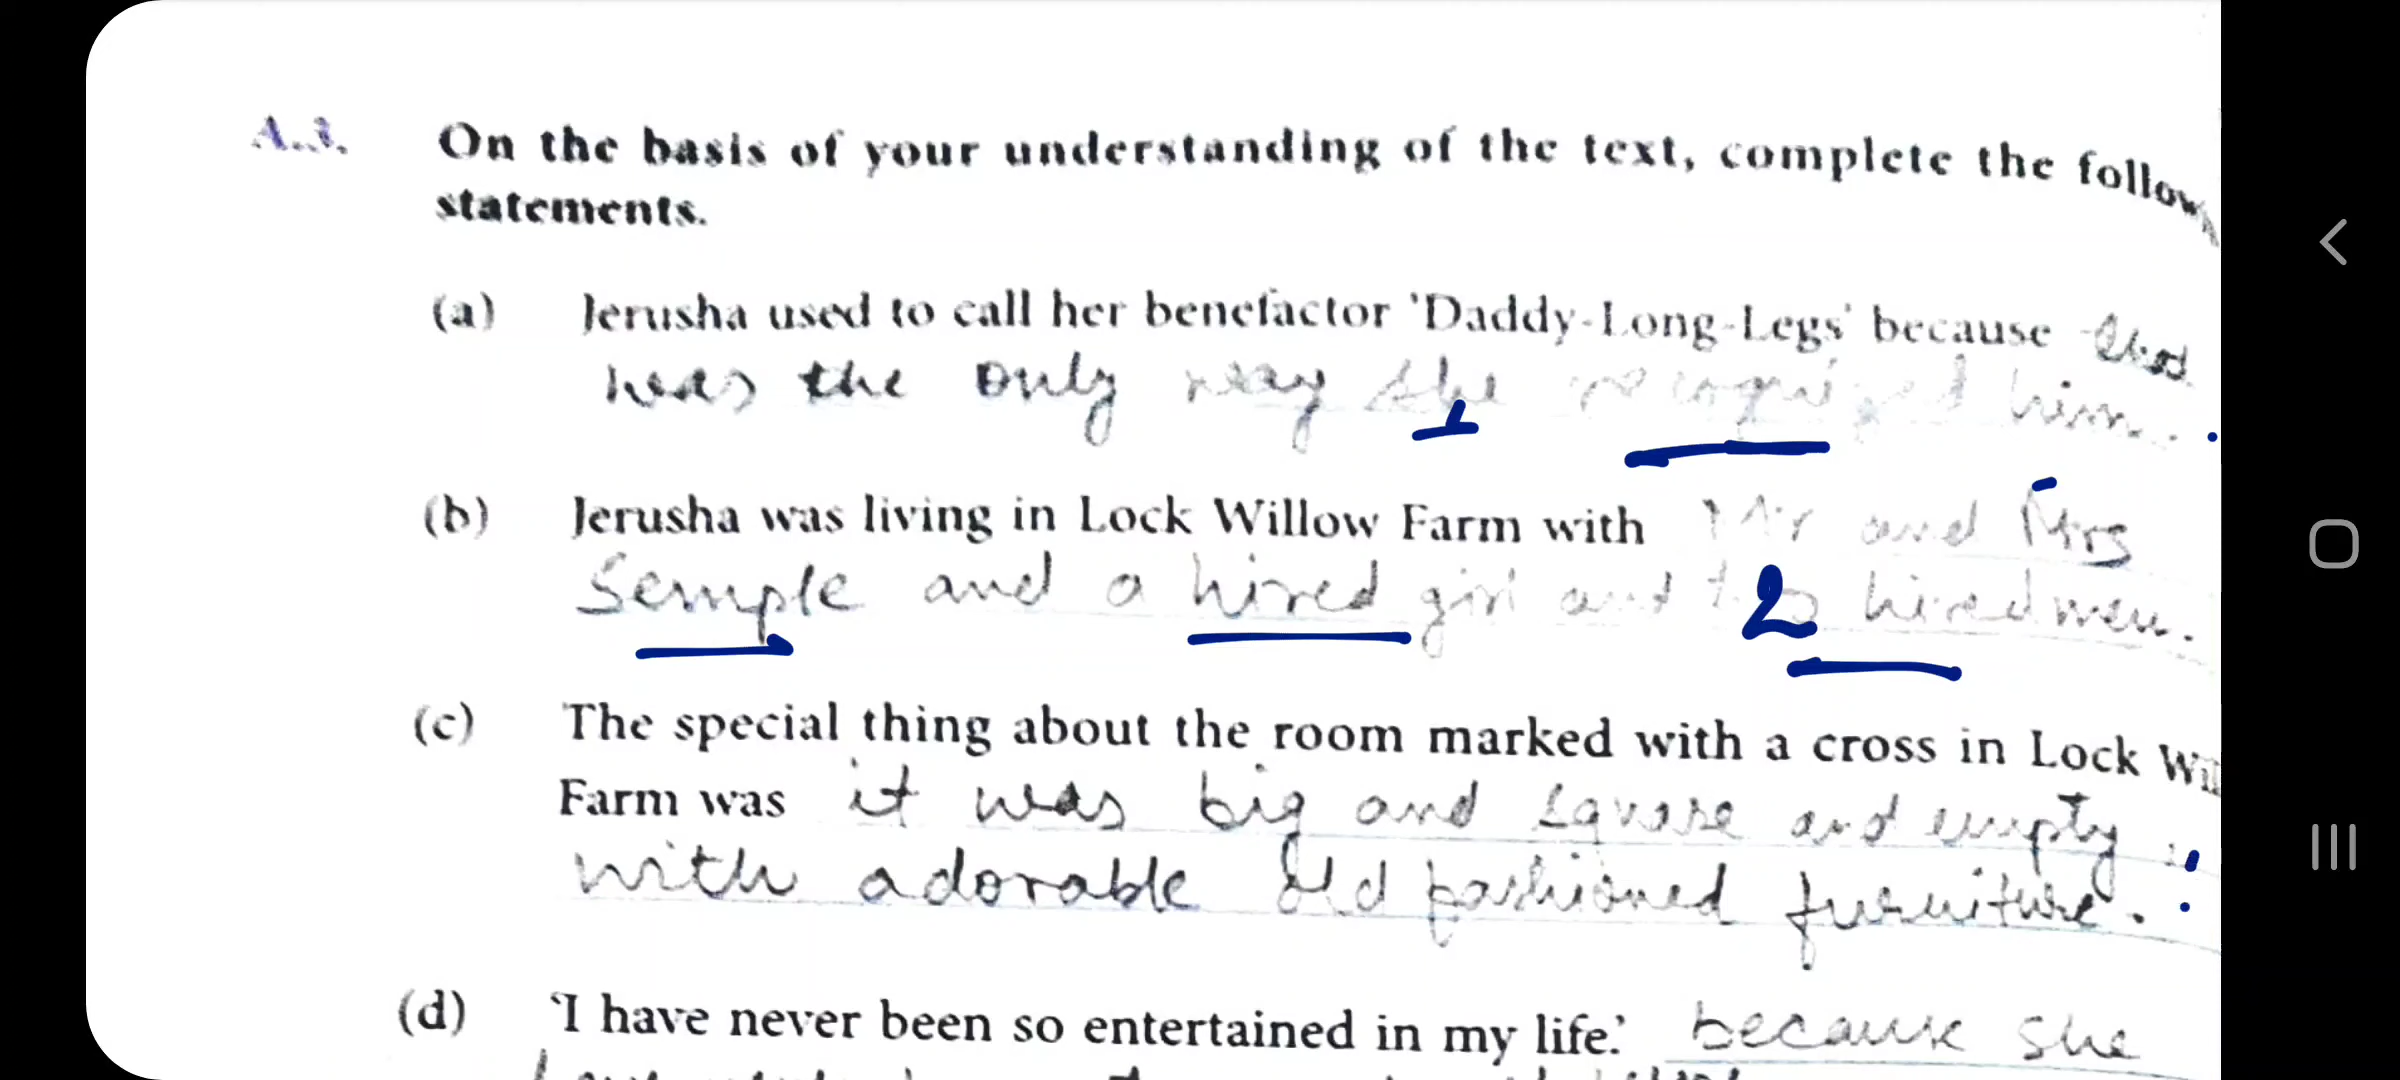 A.3. On the basis of your understanding of the text, complete the follow
statements.
(a) Jerusha used to call her benefactor 'Daddy-Long-Legs' because that
was the only way she recognized him.
(b) Jerusha was living in Lock Willow Farm with Mr and Mrs
Semple and a hired girl and two hired men.
(c) The special thing about the room marked with a cross in Lock Wil
Farm was it was big and square and empty
with adorable old fashioned furniture.
(d) 'I have never been so entertained in my life.' because she